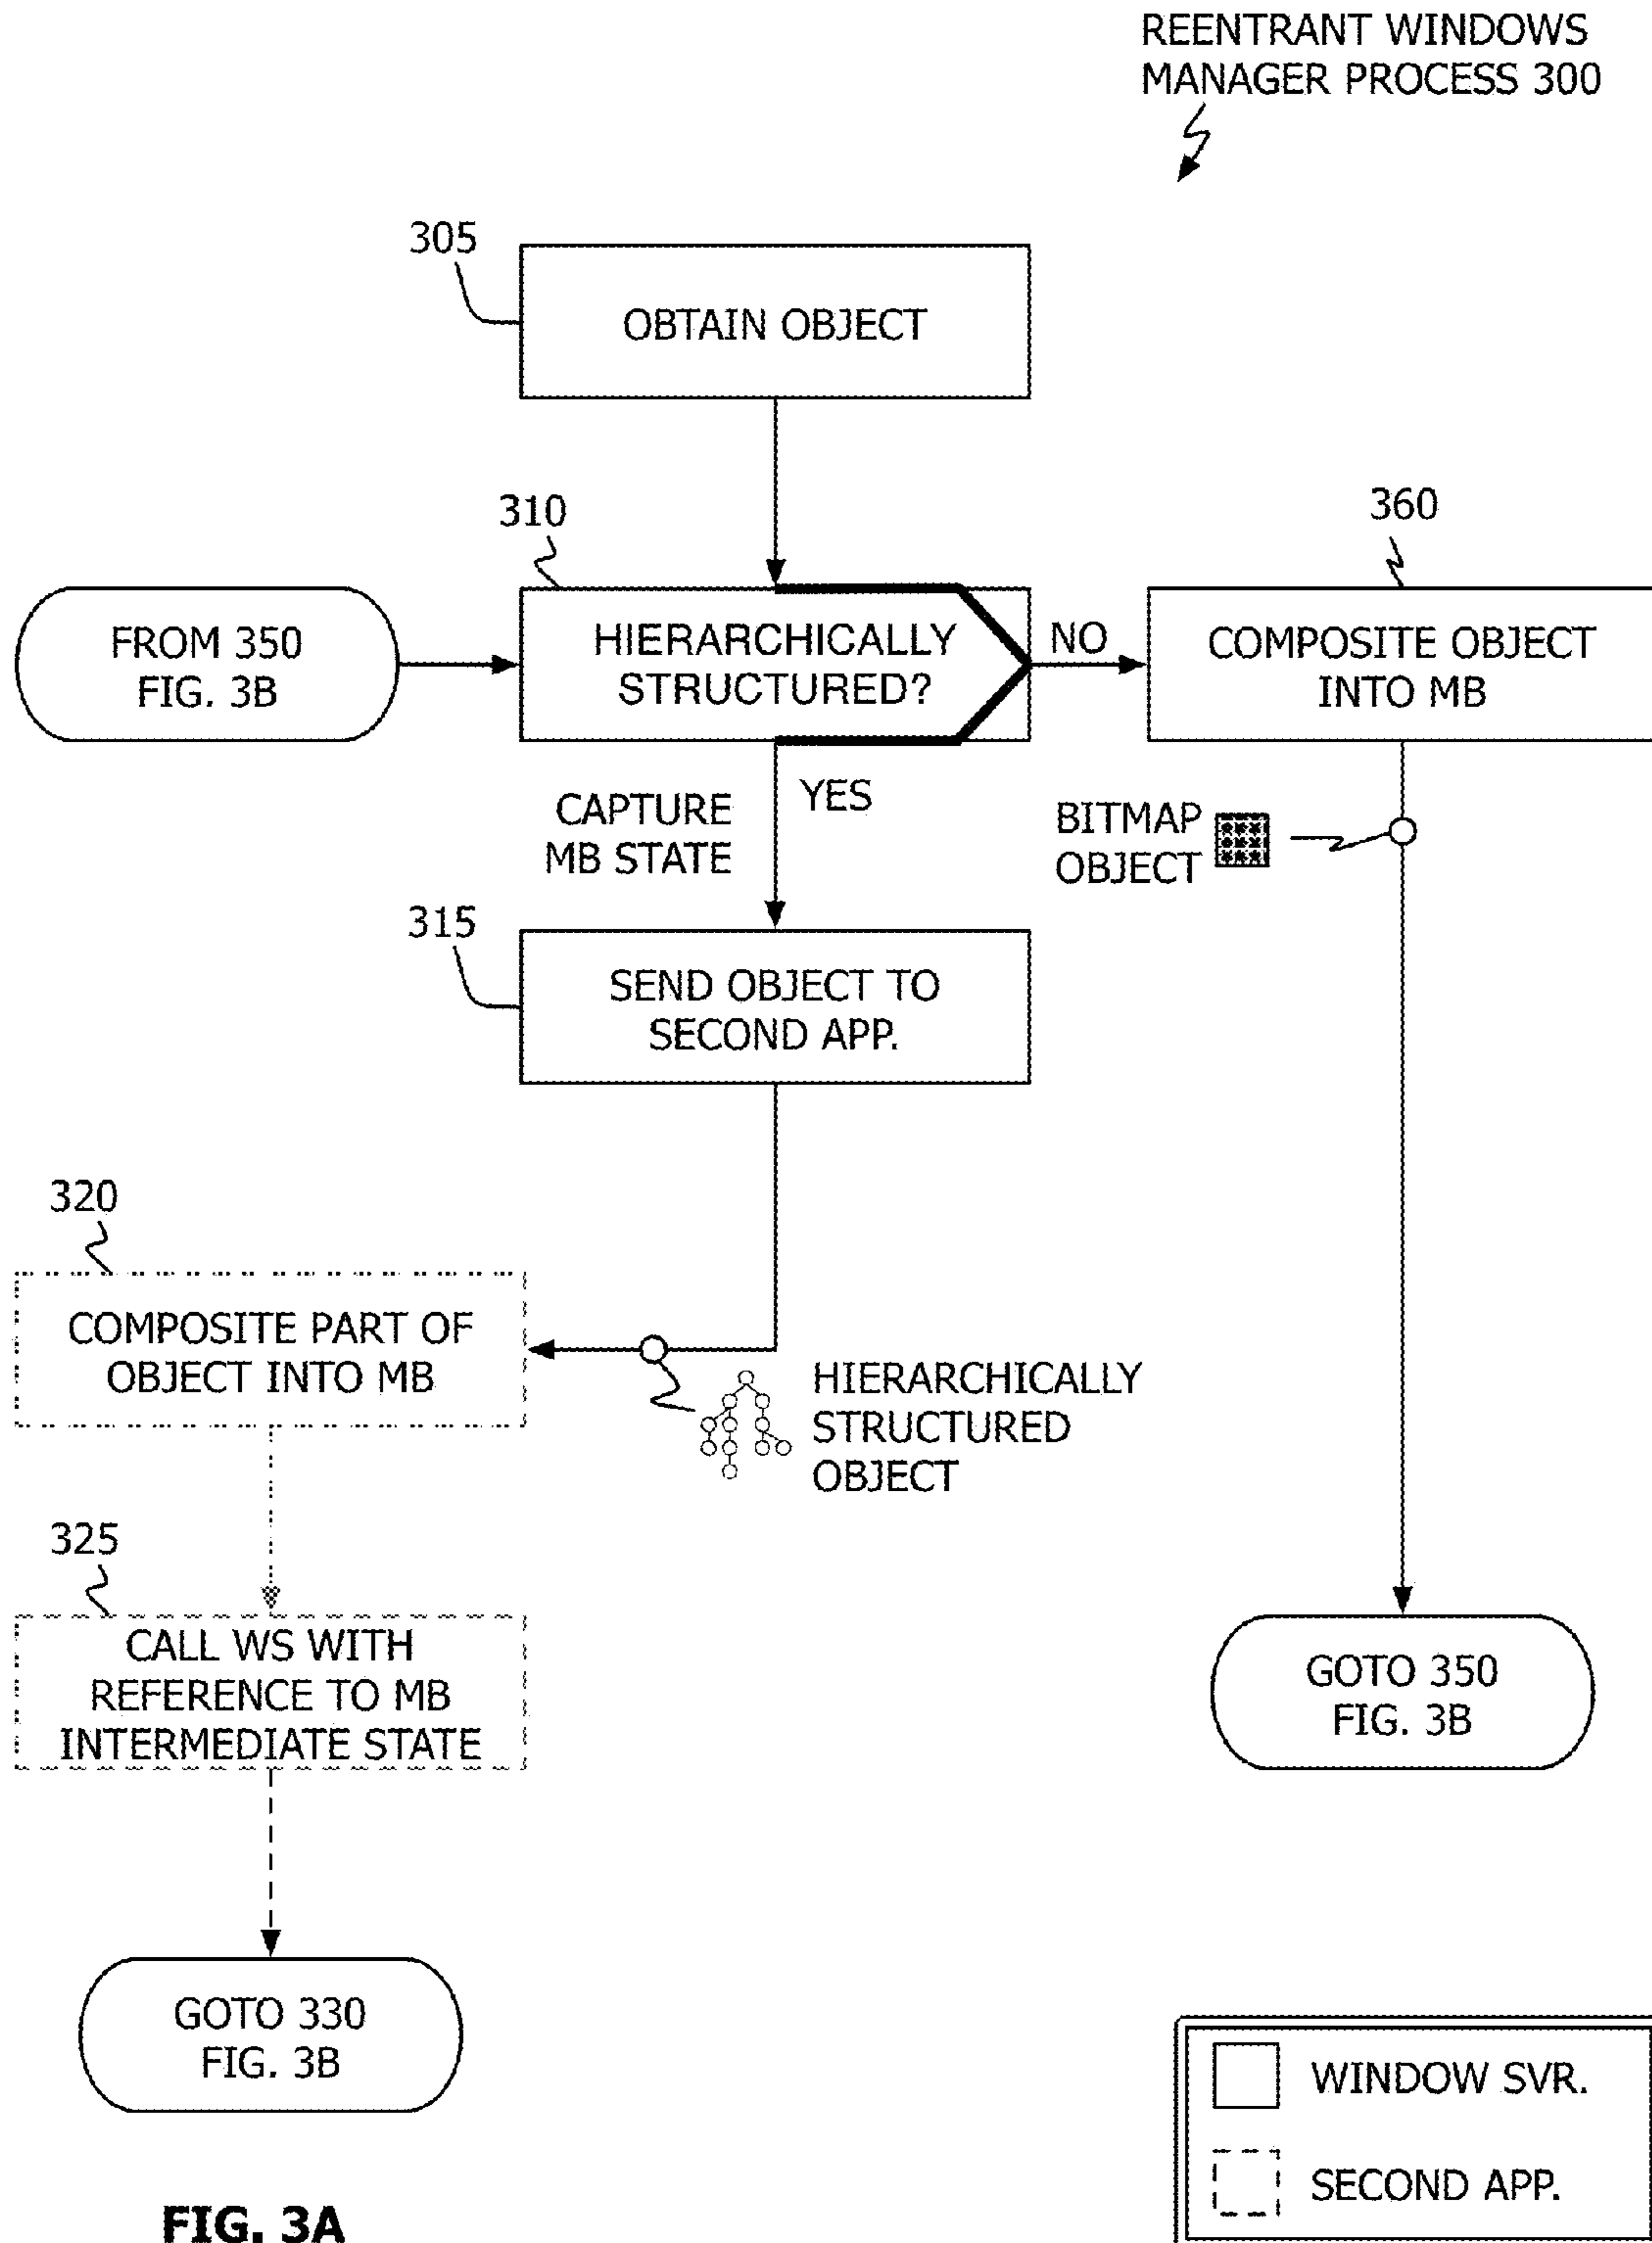 REENTRANT WINDOWS
MANAGER PROCESS 300
305
OBTAIN OBJECT
310
360
FROM 350
FIG. 3B
HIERARCHICALLY
STRUCTURED?
NO
COMPOSITE OBJECT
INTO MB
CAPTURE
MB STATE
YES
BITMAP
OBJECT
315
SEND OBJECT TO
SECOND APP.
320
COMPOSITE PART OF
OBJECT INTO MB
HIERARCHICALLY
STRUCTURED
OBJECT
325
CALL WS WITH
REFERENCE TO MB
INTERMEDIATE STATE
GOTO 350
FIG. 3B
GOTO 330
FIG. 3B
WINDOW SVR.
SECOND APP.
FIG. 3A